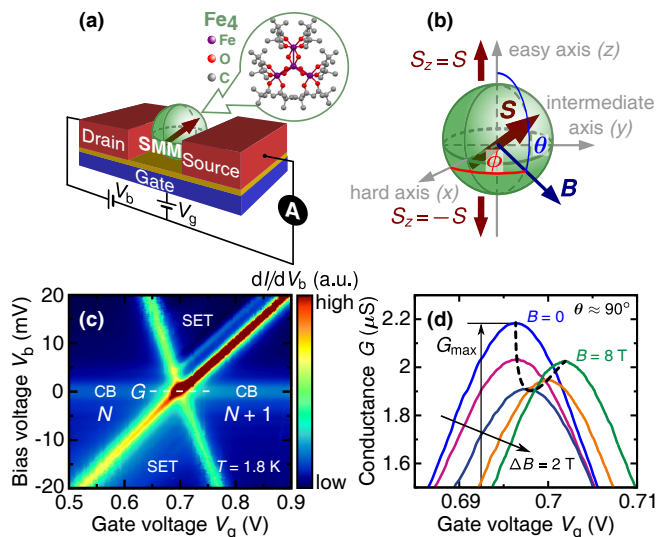 (a)
Fe4
Fe
O
C
Drain
SMM
Source
Gate
Vb
Vg
A
(b)
Sz = S
easy axis (z)
intermediate
axis (y)
S
θ
ϕ
hard axis (x)
B
Sz = −S
(c)
dI/dVb (a.u.)
high
low
Bias voltage Vb (mV)
20
10
0
-10
-20
SET
CB
G
CB
N
N + 1
SET
T = 1.8 K
0.5 0.6 0.7 0.8 0.9
Gate voltage Vg (V)
(d)
B = 0
θ ≈ 90°
Gmax
B = 8 T
ΔB = 2 T
Conductance G (μS)
2.2
2.0
1.8
1.6
0.69 0.7 0.71
Gate voltage Vg (V)